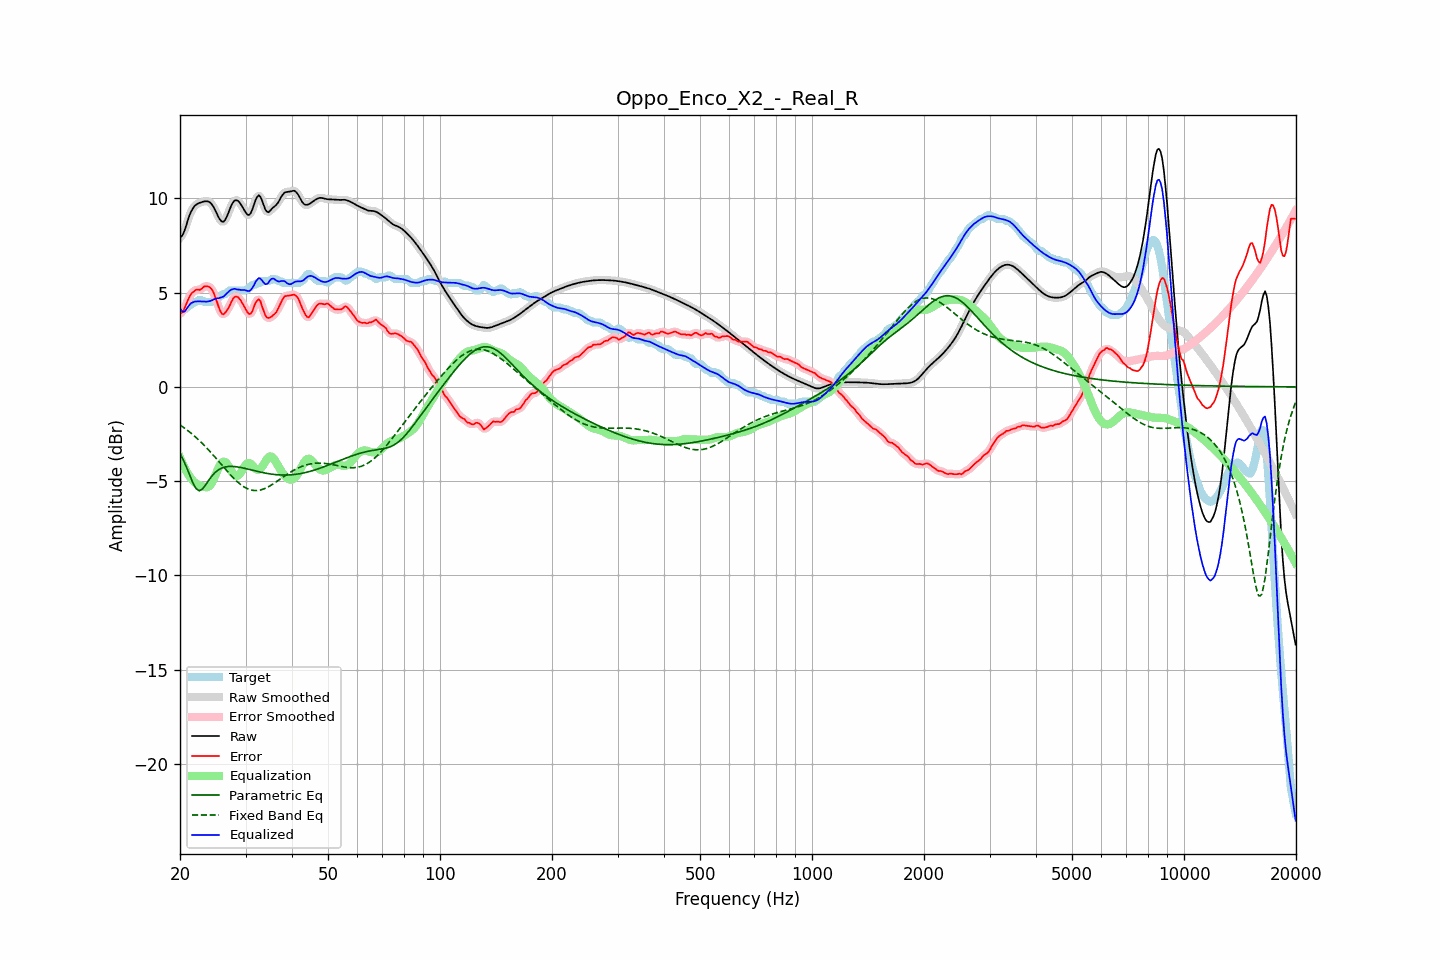 Oppo_Enco_X2_-_Real_R
Amplitude (dBr)
10
5
0
−5
−10
−15
−20
Target
Raw Smoothed
Error Smoothed
Raw
Error
Equalization
Parametric Eq
Fixed Band Eq
Equalized
20 50 100 200 500 1000 2000 5000 10000 20000
Frequency (Hz)